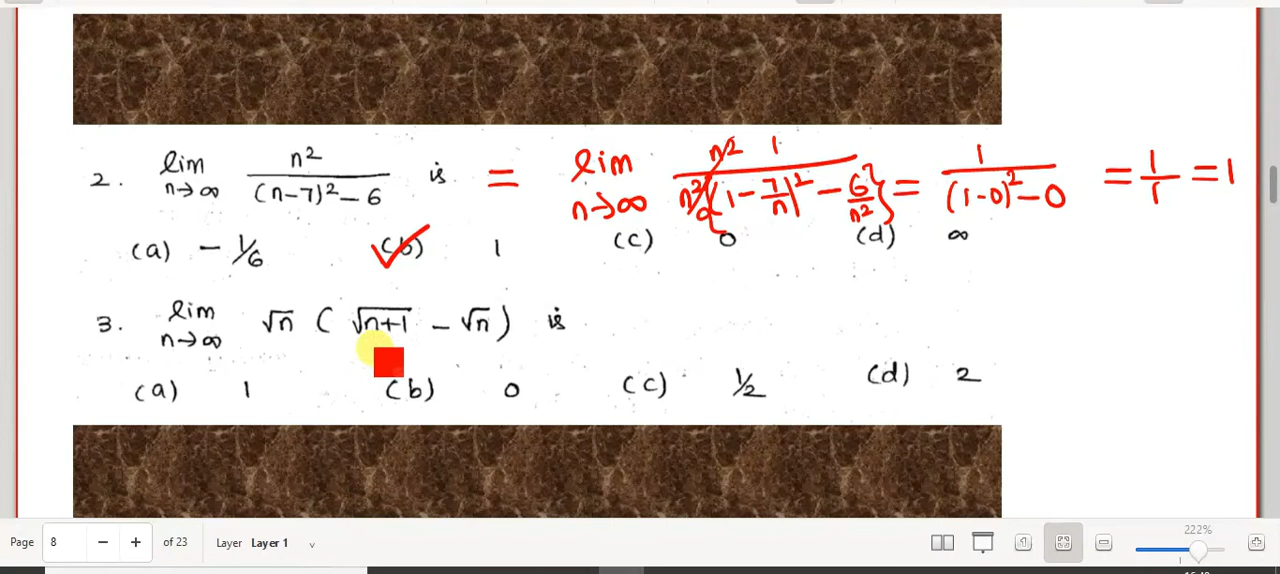 2. lim n→∞ n² / (n-7)² - 6 is = lim n→∞ n² 1 / n² {(1 - 7/n)² - 6/n²} = 1 / (1-0)² - 0 = 1/1 = 1
(a) - 1/6 (b) 1 (c) 0 (d) ∞
3. lim n→∞ √n ( √n+1 - √n ) is
(a) 1 (b) 0 (c) 1/2 (d) 2
Page 8 of 23 Layer Layer 1 222%